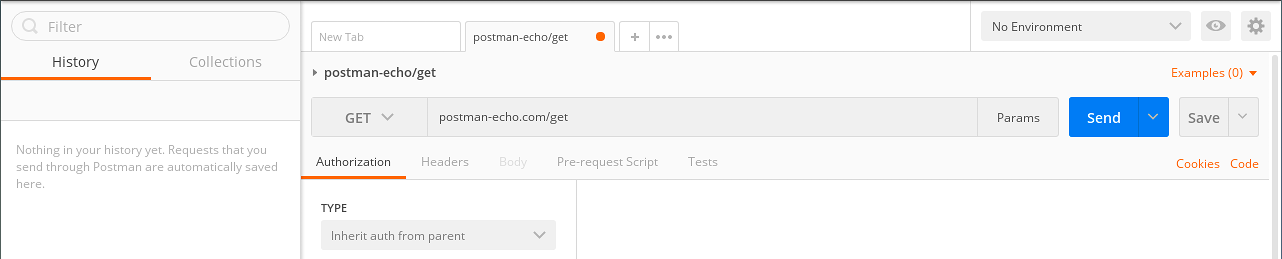 Filter
History
Collections
Nothing in your history yet. Requests that you
send through Postman are automatically saved
here.
New Tab
postman-echo/get
+
•••
No Environment
postman-echo/get
Examples (0)
GET
postman-echo.com/get
Params
Send
Save
Authorization
Headers
Body
Pre-request Script
Tests
Cookies
Code
TYPE
Inherit auth from parent